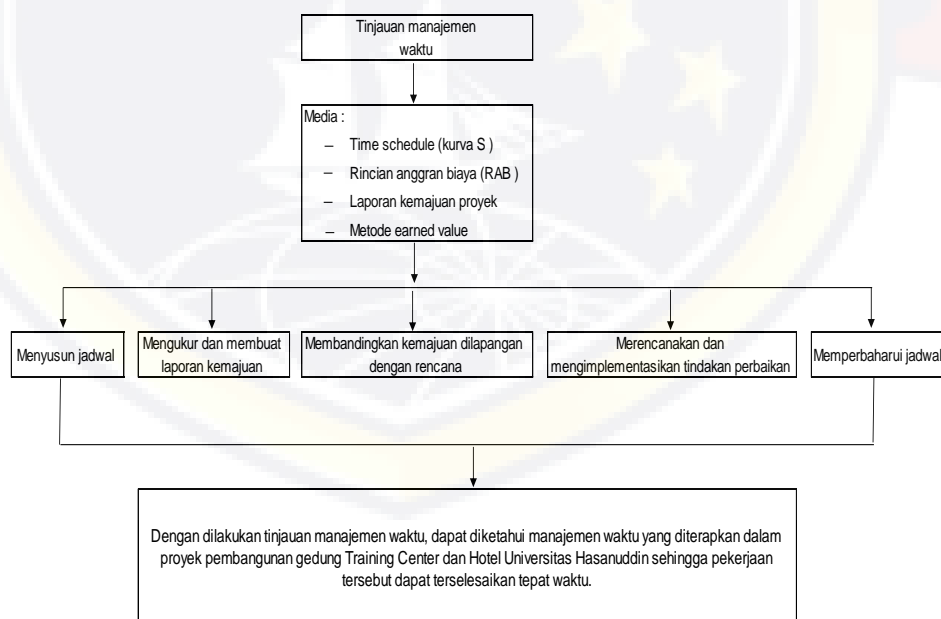 Tinjauan manajemen
waktu
Media :
– Time schedule (kurva S )
– Rincian anggran biaya (RAB )
– Laporan kemajuan proyek
– Metode earned value
Menyusun jadwal
Mengukur dan membuat
laporan kemajuan
Membandingkan kemajuan dilapangan
dengan rencana
Merencanakan dan
mengimplementasikan tindakan perbaikan
Memperbaharui jadwal
Dengan dilakukan tinjauan manajemen waktu, dapat diketahui manajemen waktu yang diterapkan dalam
proyek pembangunan gedung Training Center dan Hotel Universitas Hasanuddin sehingga pekerjaan
tersebut dapat terselesaikan tepat waktu.